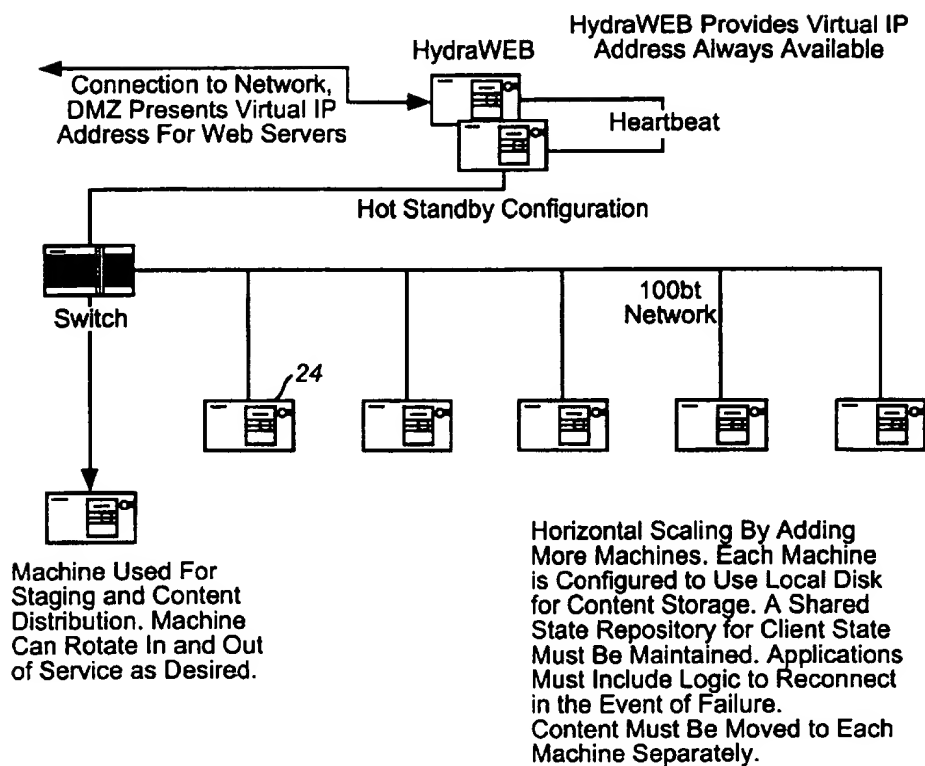 HydraWEB Provides Virtual IP
Address Always Available
HydraWEB
Connection to Network,
DMZ Presents Virtual IP
Address For Web Servers
Heartbeat
Hot Standby Configuration
Switch
100bt
Network
24
Machine Used For
Staging and Content
Distribution. Machine
Can Rotate In and Out
of Service as Desired.
Horizontal Scaling By Adding
More Machines. Each Machine
is Configured to Use Local Disk
for Content Storage. A Shared
State Repository for Client State
Must Be Maintained. Applications
Must Include Logic to Reconnect
in the Event of Failure.
Content Must Be Moved to Each
Machine Separately.